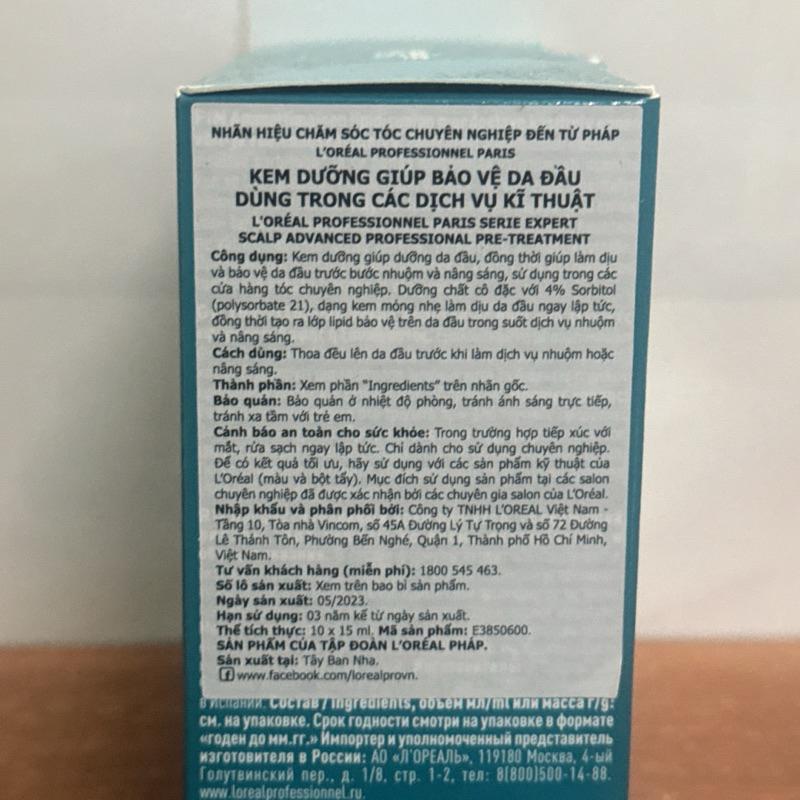 NHÃN HIỆU CHĂM SÓC TÓC CHUYÊN NGHIỆP ĐẾN TỪ PHÁP
L'ORÉAL PROFESSIONNEL PARIS
KEM DƯỠNG GIÚP BẢO VỆ DA ĐẦU
DÙNG TRONG CÁC DỊCH VỤ KĨ THUẬT
L'ORÉAL PROFESSIONNEL PARIS SERIE EXPERT
SCALP ADVANCED PROFESSIONAL PRE-TREATMENT
Công dụng: Kem dưỡng giúp dưỡng da đầu, đồng thời giúp làm dịu
và bảo vệ da đầu trước bước nhuộm và nâng sáng, sử dụng trong các
cửa hàng tóc chuyên nghiệp. Dưỡng chất cô đặc với 4% Sorbitol
(polysorbate 21), dạng kem mỏng nhẹ làm dịu da đầu ngay lập tức,
đồng thời tạo ra lớp lipid bảo vệ trên da đầu trong suốt dịch vụ nhuộm
và nâng sáng.
Cách dùng: Thoa đều lên da đầu trước khi làm dịch vụ nhuộm hoặc
nâng sáng.
Thành phần: Xem phần "Ingredients" trên nhãn gốc.
Bảo quản: Bảo quản ở nhiệt độ phòng, tránh ánh sáng trực tiếp,
tránh xa tầm với trẻ em.
Cảnh báo an toàn cho sức khỏe: Trong trường hợp tiếp xúc với
mắt, rửa sạch ngay lập tức. Chỉ dành cho sử dụng chuyên nghiệp.
Để có kết quả tối ưu, hãy sử dụng với các sản phẩm kỹ thuật của
L'Oréal (màu và bột tẩy). Mục đích sử dụng sản phẩm tại các salon
chuyên nghiệp đã được xác nhận bởi các chuyên gia salon của L'Oréal.
Nhập khẩu và phân phối bởi: Công ty TNHH L'OREAL Việt Nam -
Tầng 10, Tòa nhà Vincom, số 45A Đường Lý Tự Trọng và số 72 Đường
Lê Thánh Tôn, Phường Bến Nghé, Quận 1, Thành phố Hồ Chí Minh,
Việt Nam.
Tư vấn khách hàng (miễn phí): 1800 545 463.
Số lô sản xuất: Xem trên bao bì sản phẩm.
Ngày sản xuất: 05/2023.
Hạn sử dụng: 03 năm kể từ ngày sản xuất.
Thể tích thực: 10 x 15 ml. Mã sản phẩm: E3850600.
SẢN PHẨM CỦA TẬP ĐOÀN L'ORÉAL PHÁP.
Sản xuất tại: Tây Ban Nha.
f www.facebook.com/lorealprovn.
в Испании. Состав / Ingredients, объем мл/ml или масса г/g:
см. на упаковке. Срок годности смотри на упаковке в формате
«годен до мм.гг.» Импортер и уполномоченный представитель
изготовителя в России: АО «Л'ОРЕАЛЬ», 119180 Москва, 4-ый
Голутвинский пер., д. 1/8, стр. 1-2, тел: 8(800)500-14-88.
www.lorealprofessionnel.ru.